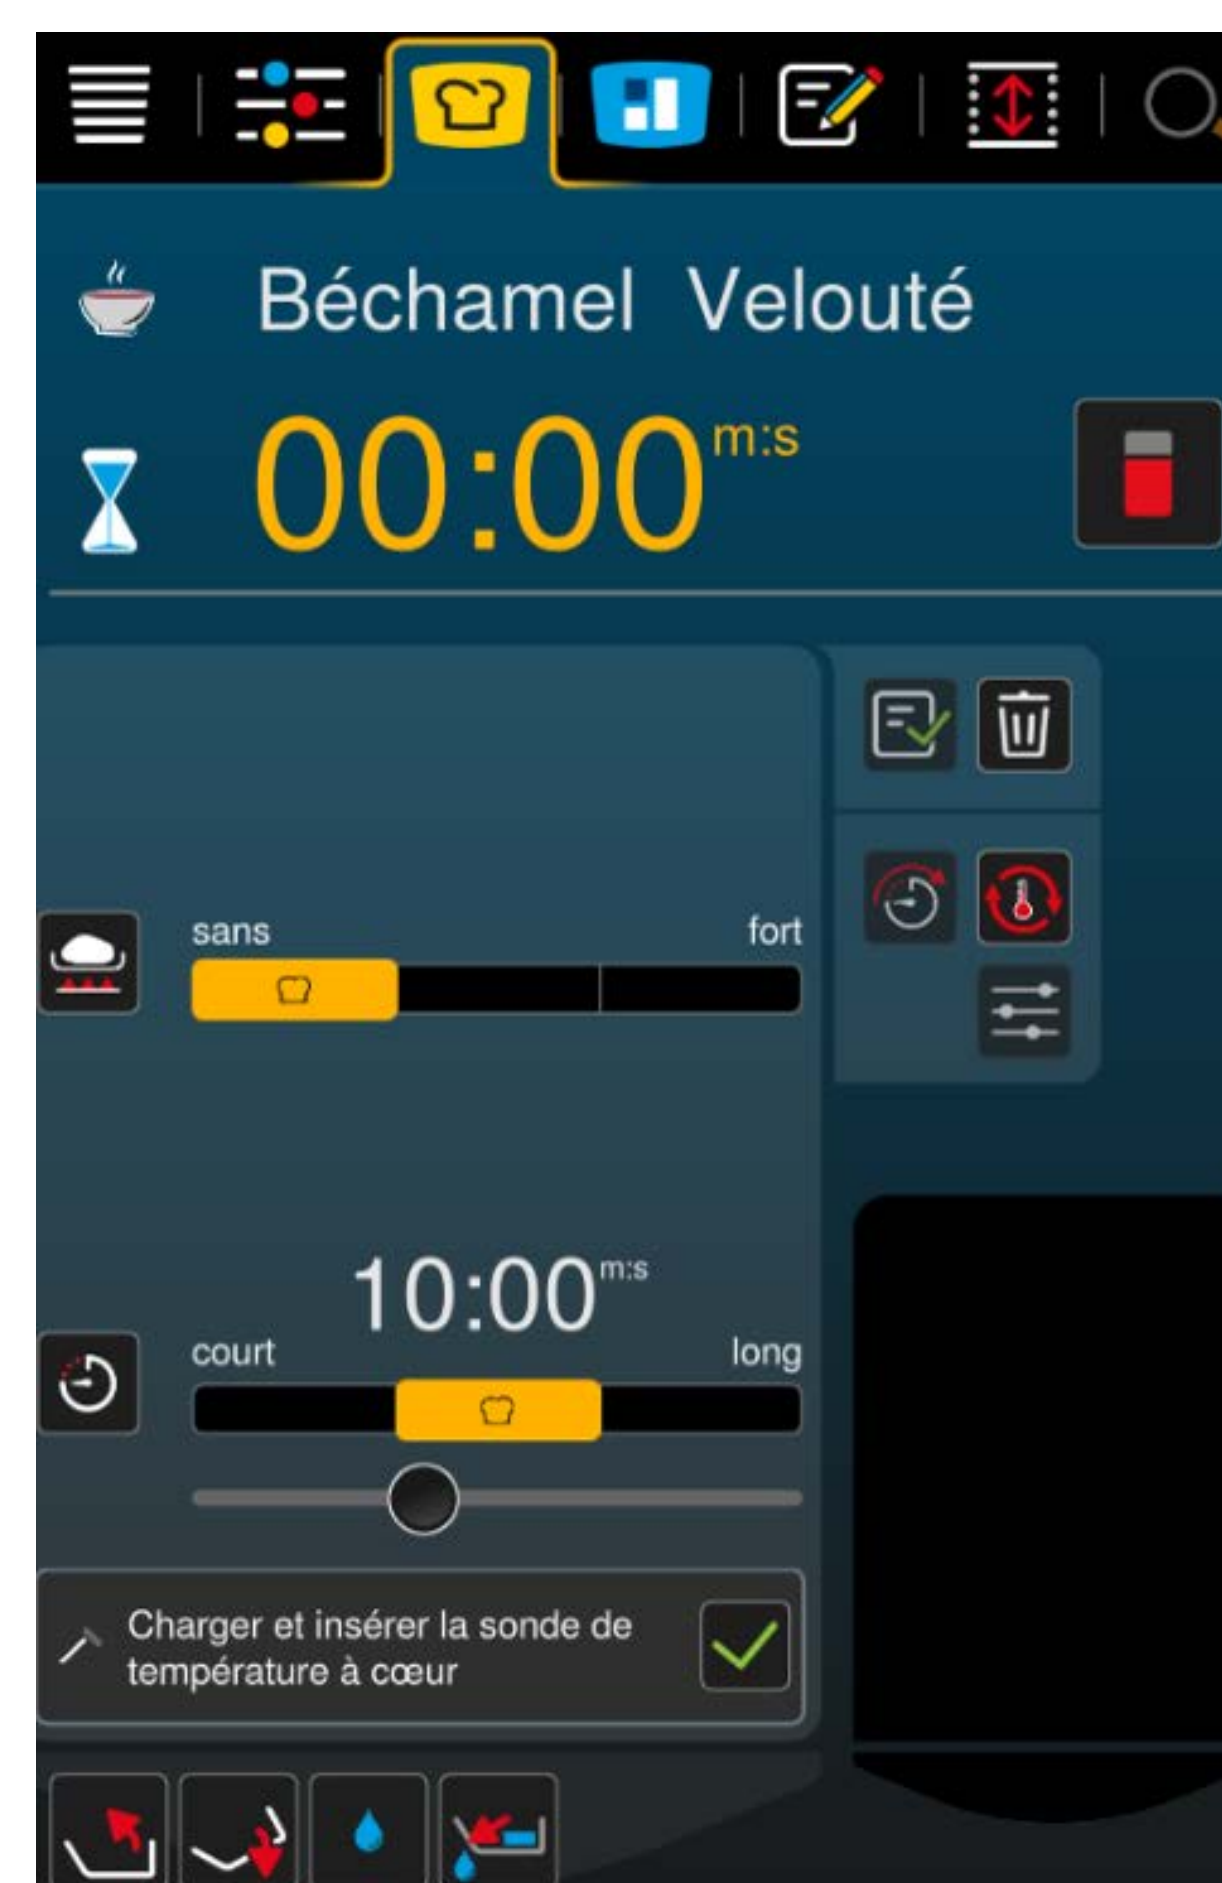 Béchamel Velouté
00:00 m:s
sans fort
10:00 m:s
court long
Charger et insérer la sonde de
température à cœur